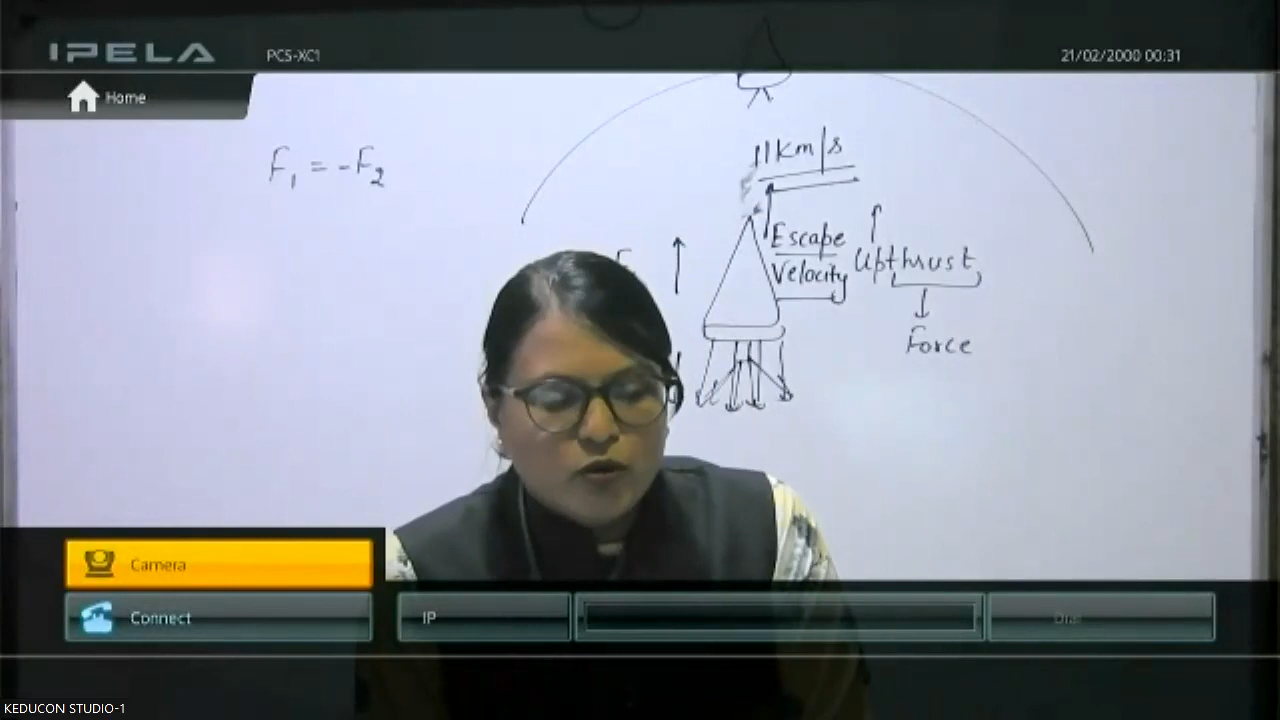 IPELA PCS-XC1 21/02/2000 00:31
Home
F₁ = -F₂
11km/s
Escape
Velocity
Upthrust
Force
Camera
Connect IP Dial
KEDUCON STUDIO-1